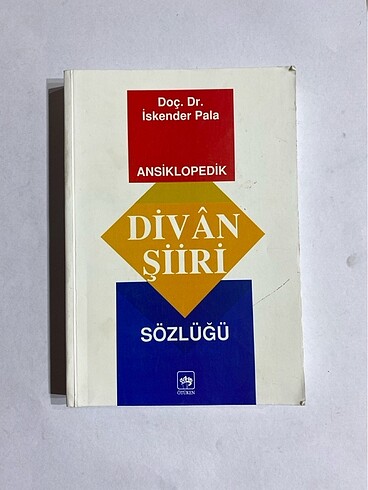 Doç. Dr.
İskender Pala
ANSİKLOPEDİK
DİVÂN
ŞİİRİ
SÖZLÜĞÜ
ÖTÜKEN